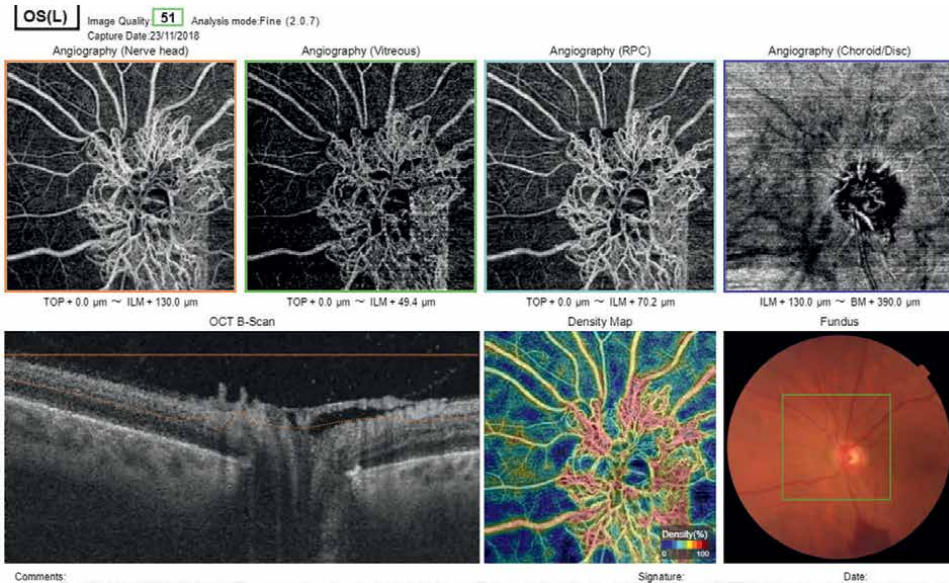 OS(L) Image Quality: 51 Analysis mode:Fine (2.0.7)
Capture Date:23/11/2018
Angiography (Nerve head) Angiography (Vitreous) Angiography (RPC) Angiography (Choroid/Disc)
TOP + 0.0 µm ~ ILM + 130.0 µm TOP + 0.0 µm ~ ILM + 49.4 µm TOP + 0.0 µm ~ ILM + 70.2 µm ILM + 130.0 µm ~ BM + 390.0 µm
OCT B-Scan Density Map Fundus
Density(%)
0 100
Comments: Signature: Date: